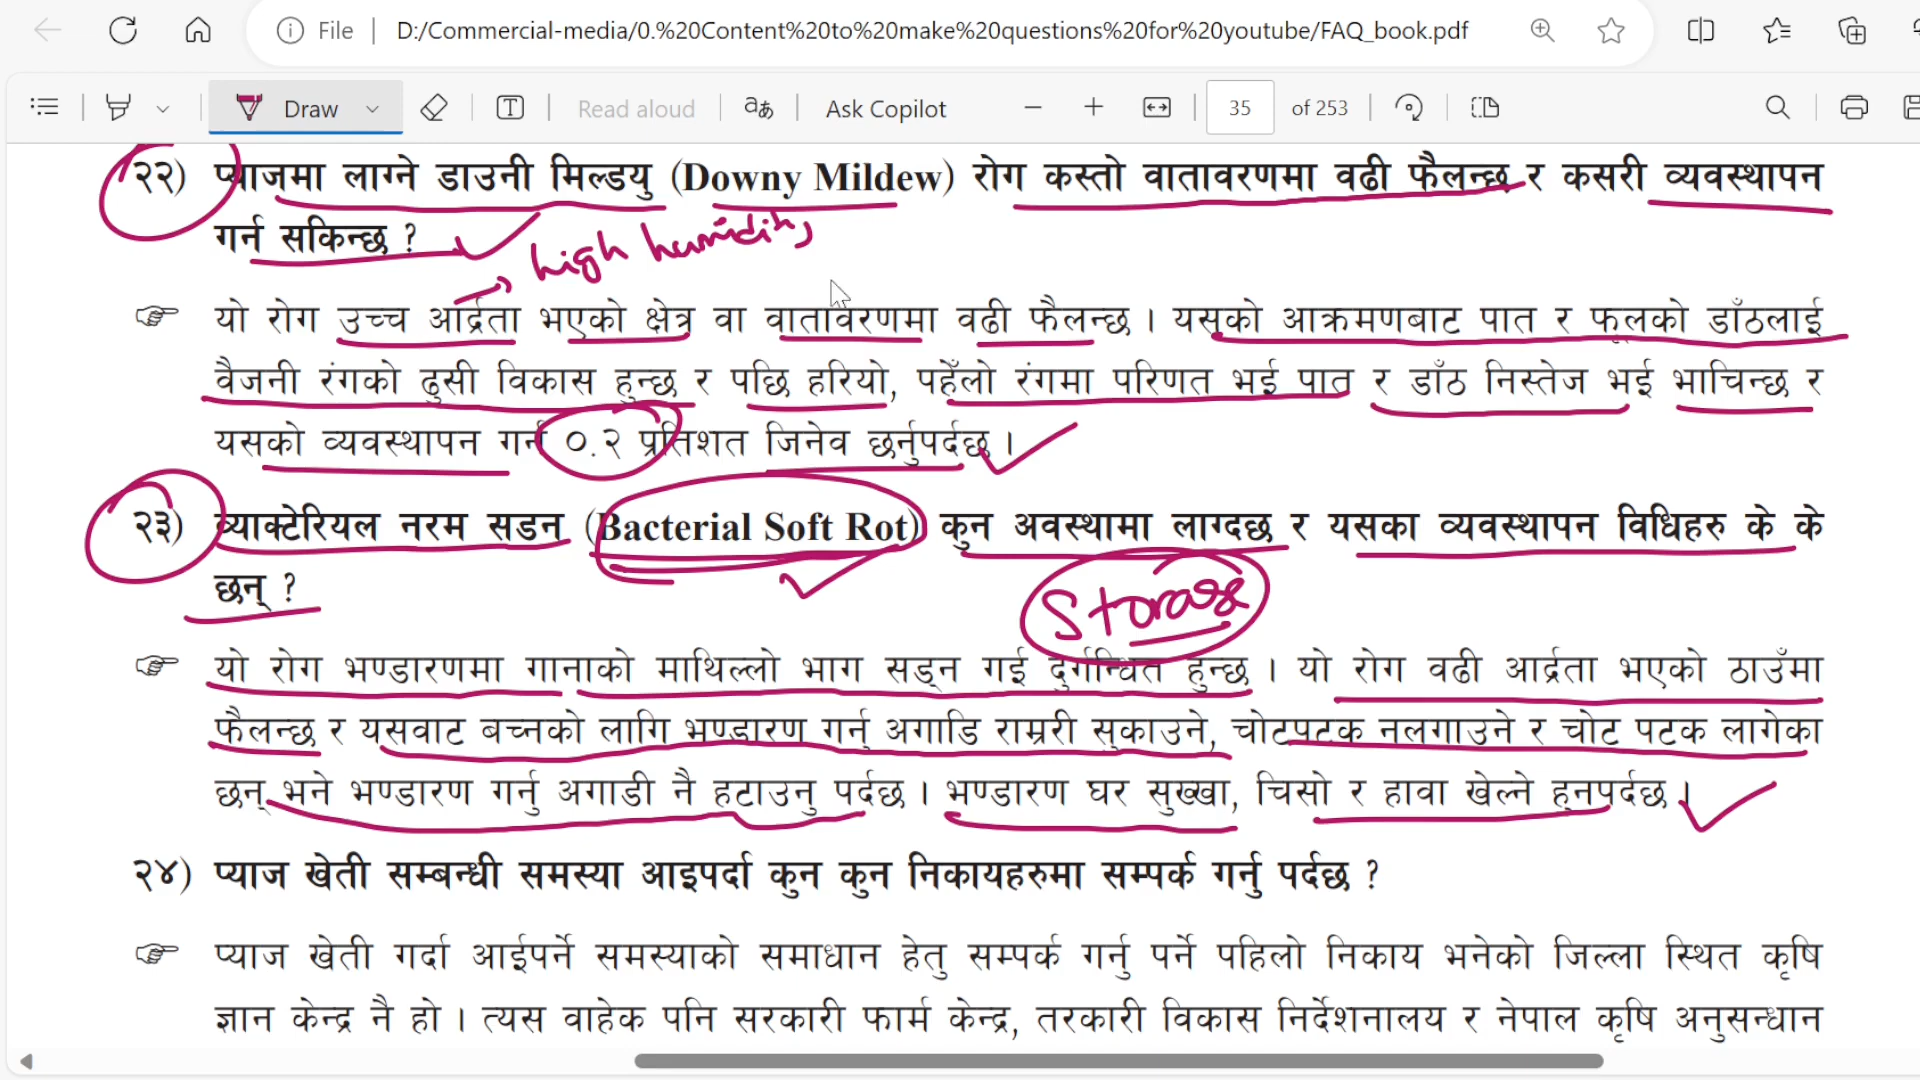 File
D:/Commercial-media/0.%20Content%20to%20make%20questions%20for%20youtube/FAQ_book.pdf
Draw
Read aloud
Ask Copilot
35 of 253
२२) प्याजमा लाग्ने डाउनी मिल्डयु (Downy Mildew) रोग कस्तो वातावरणमा वढी फैलन्छ र कसरी व्यवस्थापन
गर्न सकिन्छ ?
high humidity
यो रोग उच्च आर्द्रता भएको क्षेत्र वा वातावरणमा वढी फैलन्छ । यसको आक्रमणबाट पात र फूलको डाँठलाई
वैजनी रंगको ढुसी विकास हुन्छ र पछि हरियो, पहेँलो रंगमा परिणत भई पात र डाँठ निस्तेज भई भाचिन्छ र
यसको व्यवस्थापन गर्न ०.२ प्रतिशत जिनेव छर्नुपर्दछ ।
२३) व्याक्टेरियल नरम सडन (Bacterial Soft Rot) कुन अवस्थामा लाग्दछ र यसका व्यवस्थापन विधिहरु के के
छन् ?
Storage
यो रोग भण्डारणमा गानाको माथिल्लो भाग सड्न गई दुर्गन्धित हुन्छ । यो रोग वढी आर्द्रता भएको ठाउँमा
फैलन्छ र यसवाट बच्नको लागि भण्डारण गर्नु अगाडि राम्ररी सुकाउने, चोटपटक नलगाउने र चोट पटक लागेका
छन् भने भण्डारण गर्नु अगाडी नै हटाउनु पर्दछ । भण्डारण घर सुख्खा, चिसो र हावा खेल्ने हुनुपर्दछ ।
२४) प्याज खेती सम्बन्धी समस्या आइपर्दा कुन कुन निकायहरुमा सम्पर्क गर्नु पर्दछ ?
प्याज खेती गर्दा आईपर्ने समस्याको समाधान हेतु सम्पर्क गर्नु पर्ने पहिलो निकाय भनेको जिल्ला स्थित कृषि
ज्ञान केन्द्र नै हो । त्यस वाहेक पनि सरकारी फार्म केन्द्र, तरकारी विकास निर्देशनालय र नेपाल कृषि अनुसन्धान